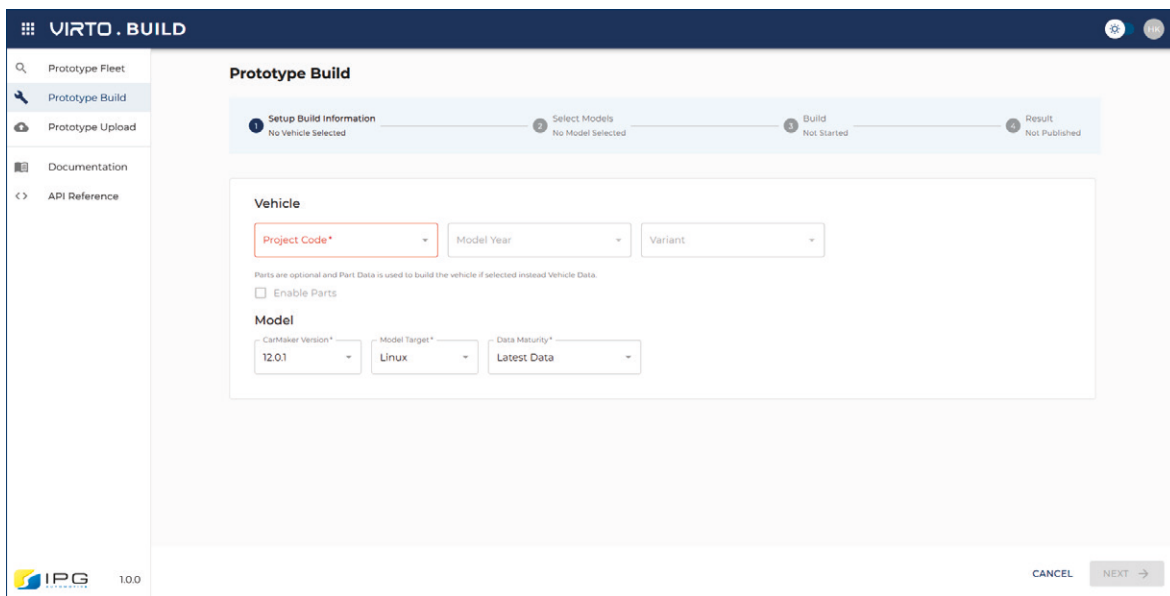 VIRTO.BUILD
HK
Prototype Fleet
Prototype Build
Prototype Upload
Documentation
API Reference
Prototype Build
1 Setup Build Information
No Vehicle Selected
2 Select Models
No Model Selected
3 Build
Not Started
4 Result
Not Published
Vehicle
Project Code*
Model Year
Variant
Parts are optional and Part Data is used to build the vehicle if selected instead Vehicle Data.
Enable Parts
Model
CarMaker Version*
12.0.1
Model Target*
Linux
Data Maturity*
Latest Data
IPG
AUTOMOTIVE
1.0.0
CANCEL
NEXT →